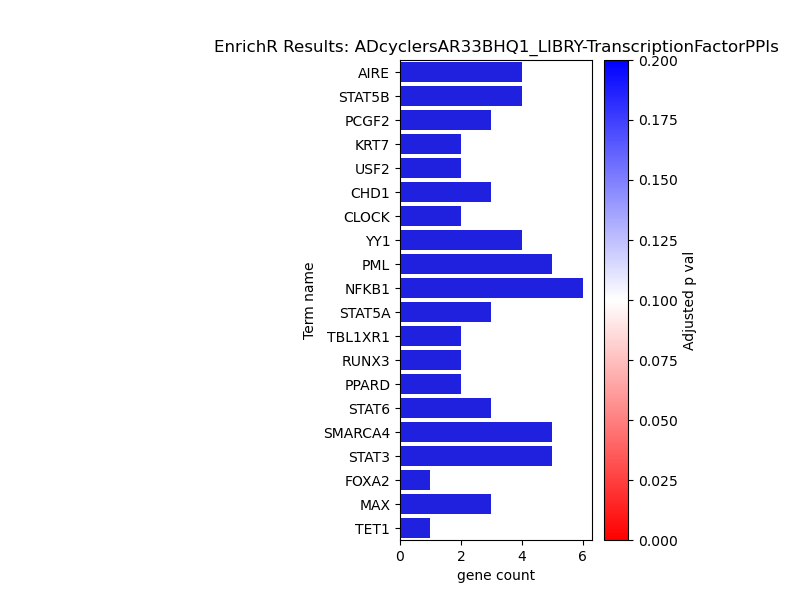 EnrichR Results: ADcyclersAR33BHQ1_LIBRY-TranscriptionFactorPPIs
Term name
AIRE
STAT5B
PCGF2
KRT7
USF2
CHD1
CLOCK
YY1
PML
NFKB1
STAT5A
TBL1XR1
RUNX3
PPARD
STAT6
SMARCA4
STAT3
FOXA2
MAX
TET1
0 2 4 6
gene count
0.200
0.175
0.150
0.125
0.100
0.075
0.050
0.025
0.000
Adjusted p val